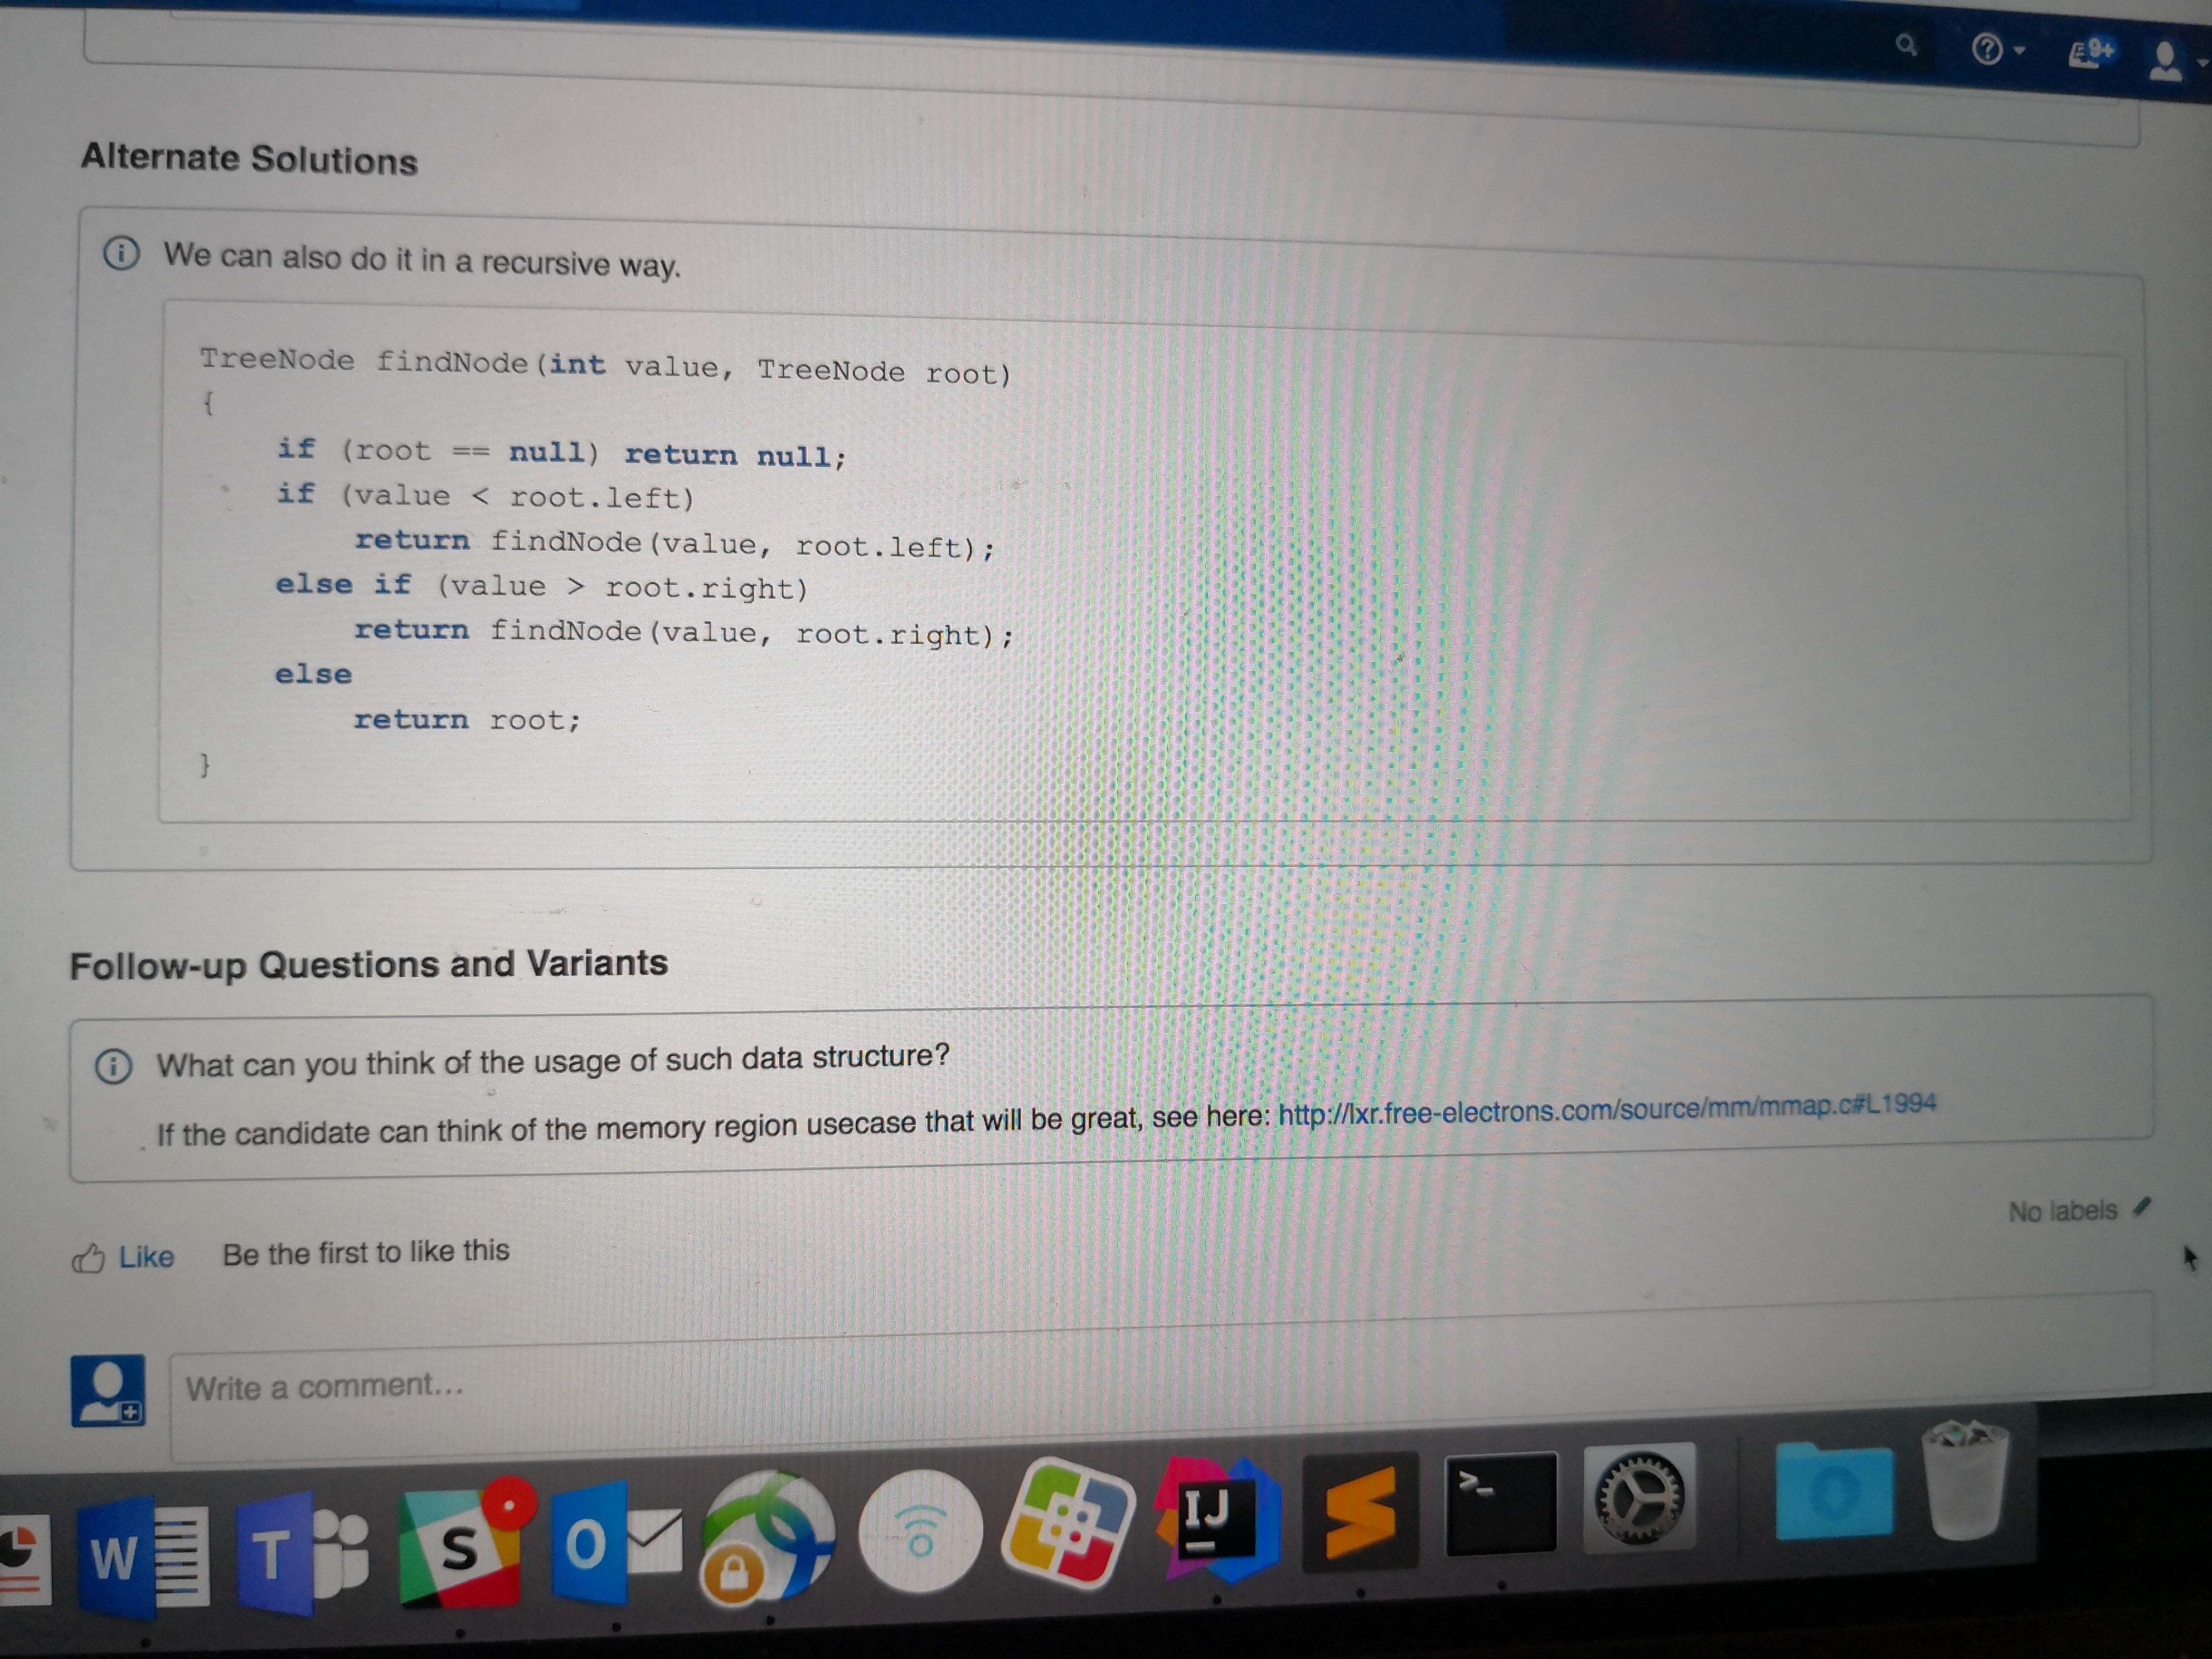 9+
Alternate Solutions
We can also do it in a recursive way.
TreeNode findNode(int value, TreeNode root)
{
if (root == null) return null;
if (value < root.left)
return findNode(value, root.left);
else if (value > root.right)
return findNode(value, root.right);
else
return root;
}
Follow-up Questions and Variants
What can you think of the usage of such data structure?
If the candidate can think of the memory region usecase that will be great, see here: http://lxr.free-electrons.com/source/mm/mmap.c#L1994
No labels
Like Be the first to like this
Write a comment...
W T S O IJ >_